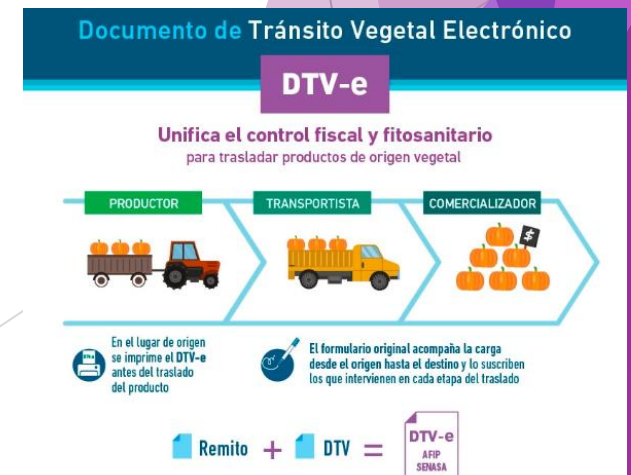 Documento de Tránsito Vegetal Electrónico
DTV-e
Unifica el control fiscal y fitosanitario
para trasladar productos de origen vegetal
PRODUCTOR
TRANSPORTISTA
COMERCIALIZADOR
$
En el lugar de origen
se imprime el DTV-e
antes del traslado
del producto
El formulario original acompaña la carga
desde el origen hasta el destino y lo suscriben
los que intervienen en cada etapa del traslado
Remito + DTV =
DTV-e
AFIP
SENASA